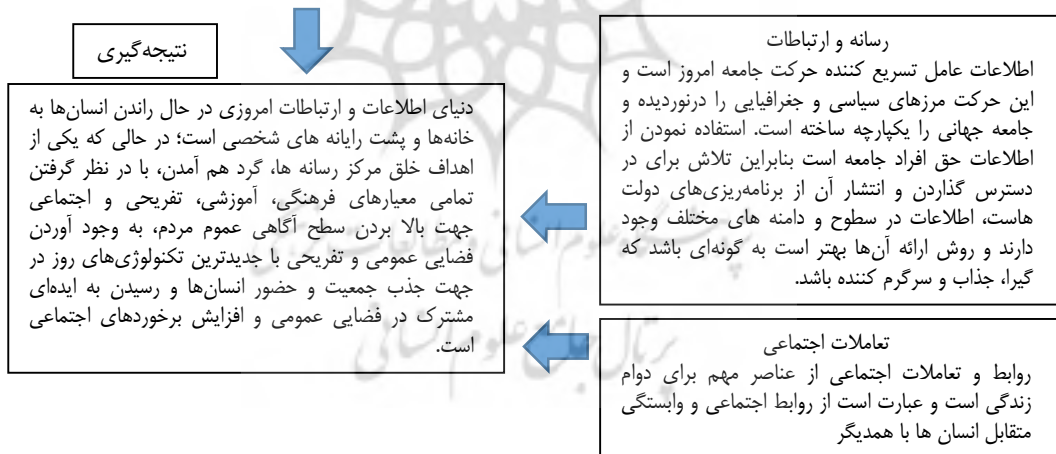 رسانه و ارتباطات
اطلاعات عامل تسریع کننده حرکت جامعه امروز است و
این حرکت مرزهای سیاسی و جغرافیایی را درنوردیده و
جامعه جهانی را یکپارچه ساخته است. استفاده نمودن از
اطلاعات حق افراد جامعه است بنابراین تلاش برای در
دسترس گذاردن و انتشار آن از برنامه‌ریزی‌های دولت
هاست، اطلاعات در سطوح و دامنه های مختلف وجود
دارند و روش ارائه آن‌ها بهتر است به گونه‌ای باشد که
گیرا، جذاب و سرگرم کننده باشد.
تعاملات اجتماعی
روابط و تعاملات اجتماعی از عناصر مهم برای دوام
زندگی است و عبارت است از روابط اجتماعی و وابستگی
متقابل انسان ها با همدیگر
نتیجه‌گیری
دنیای اطلاعات و ارتباطات امروزی در حال راندن انسان‌ها به
خانه‌ها و پشت رایانه های شخصی است؛ در حالی که یکی از
اهداف خلق مرکز رسانه ها، گرد هم آمدن، با در نظر گرفتن
تمامی معیارهای فرهنگی، آموزشی، تفریحی و اجتماعی
جهت بالا بردن سطح آگاهی عموم مردم، به وجود آوردن
فضایی عمومی و تفریحی با جدیدترین تکنولوژی‌های روز در
جهت جذب جمعیت و حضور انسان‌ها و رسیدن به ایده‌ای
مشترک در فضایی عمومی و افزایش برخوردهای اجتماعی
است.
پرتال جامع علوم انسانی